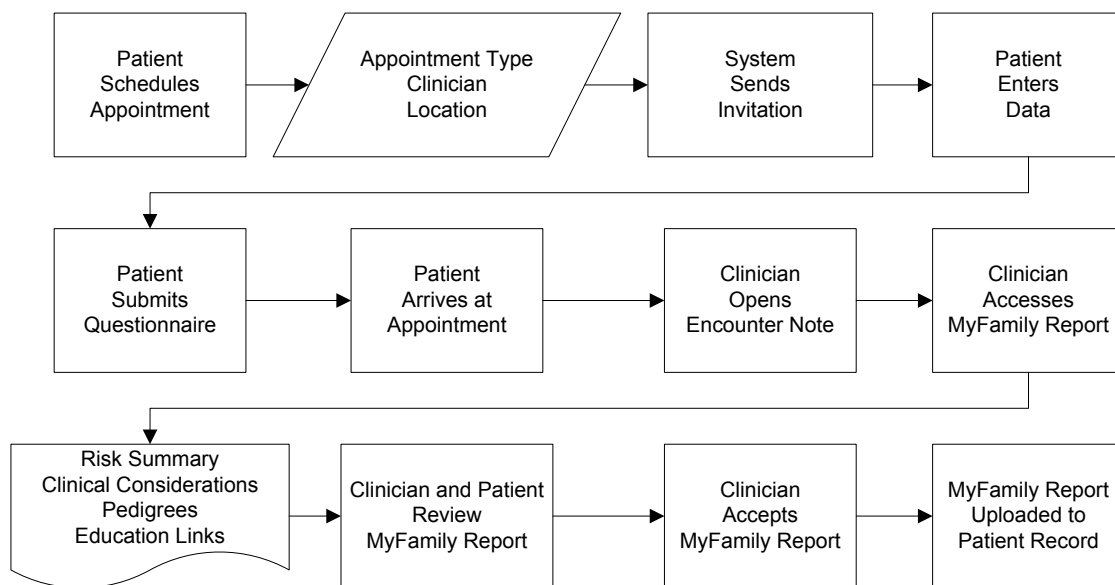 Patient
Schedules
Appointment
Appointment Type
Clinician
Location
System
Sends
Invitation
Patient
Enters
Data
Patient
Submits
Questionnaire
Patient
Arrives at
Appointment
Clinician
Opens
Encounter Note
Clinician
Accesses
MyFamily Report
Risk Summary
Clinical Considerations
Pedigrees
Education Links
Clinician and Patient
Review
MyFamily Report
Clinician
Accepts
MyFamily Report
MyFamily Report
Uploaded to
Patient Record